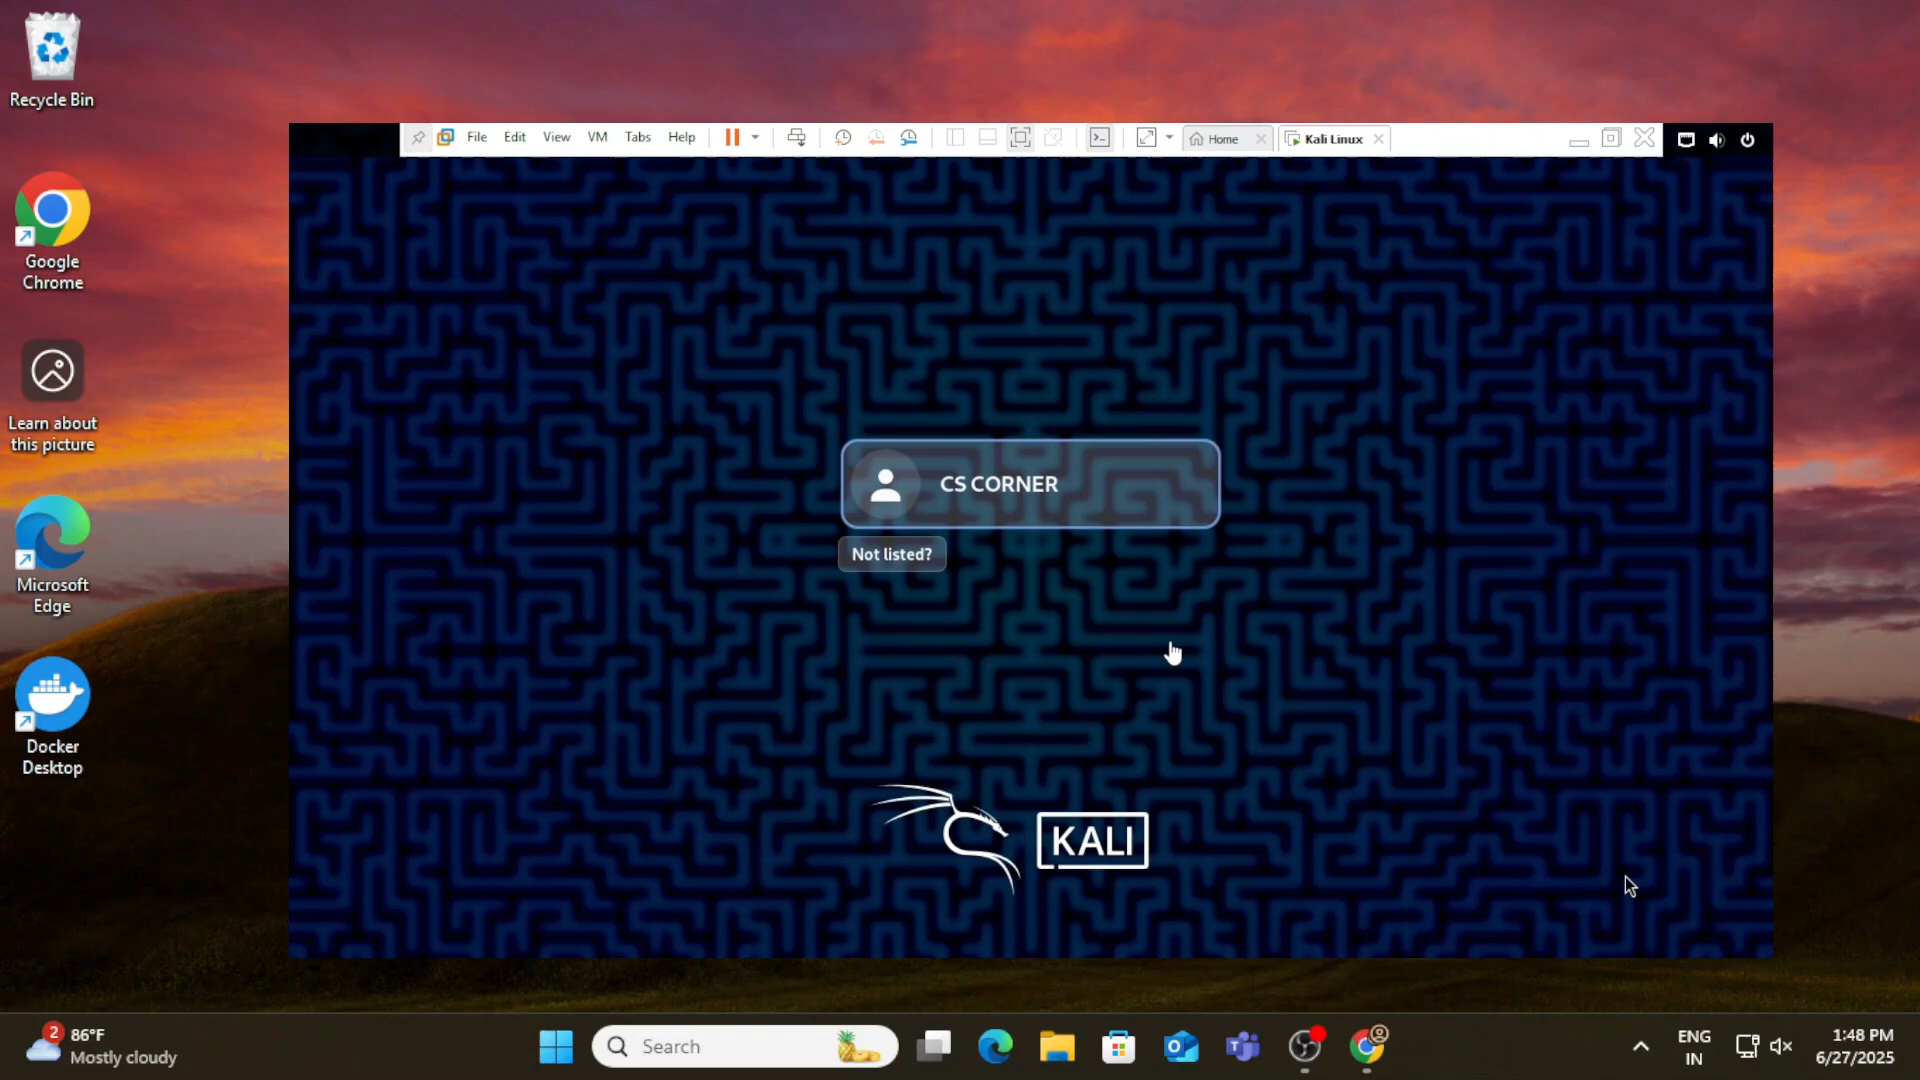 Recycle Bin
Google
Chrome
Learn about
this picture
Microsoft
Edge
Docker
Desktop
File Edit View VM Tabs Help Home Kali Linux
CS CORNER
Not listed?
KALI
2 86°F
Mostly cloudy
Search
ENG
IN
1:48 PM
6/27/2025